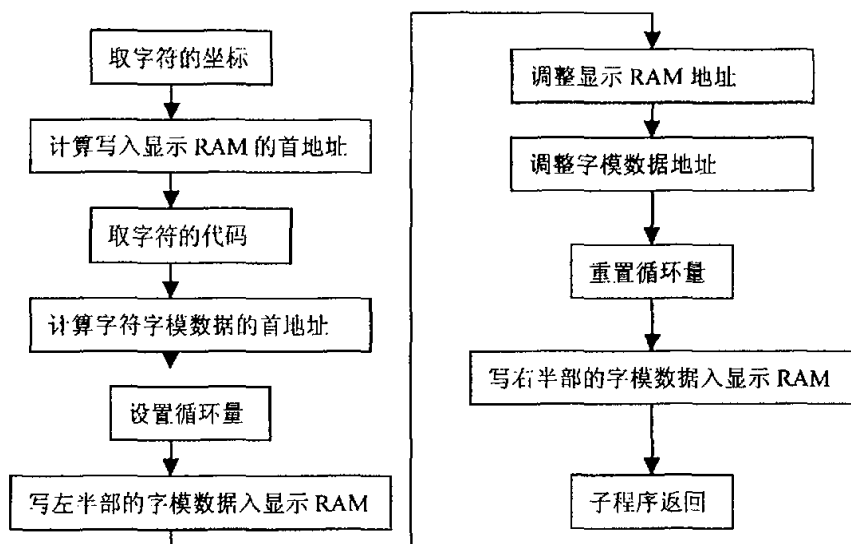 取字符的坐标
计算写入显示 RAM 的首地址
取字符的代码
计算字符字模数据的首地址
设置循环量
写左半部的字模数据入显示 RAM
调整显示 RAM 地址
调整字模数据地址
重置循环量
写右半部的字模数据入显示 RAM
子程序返回